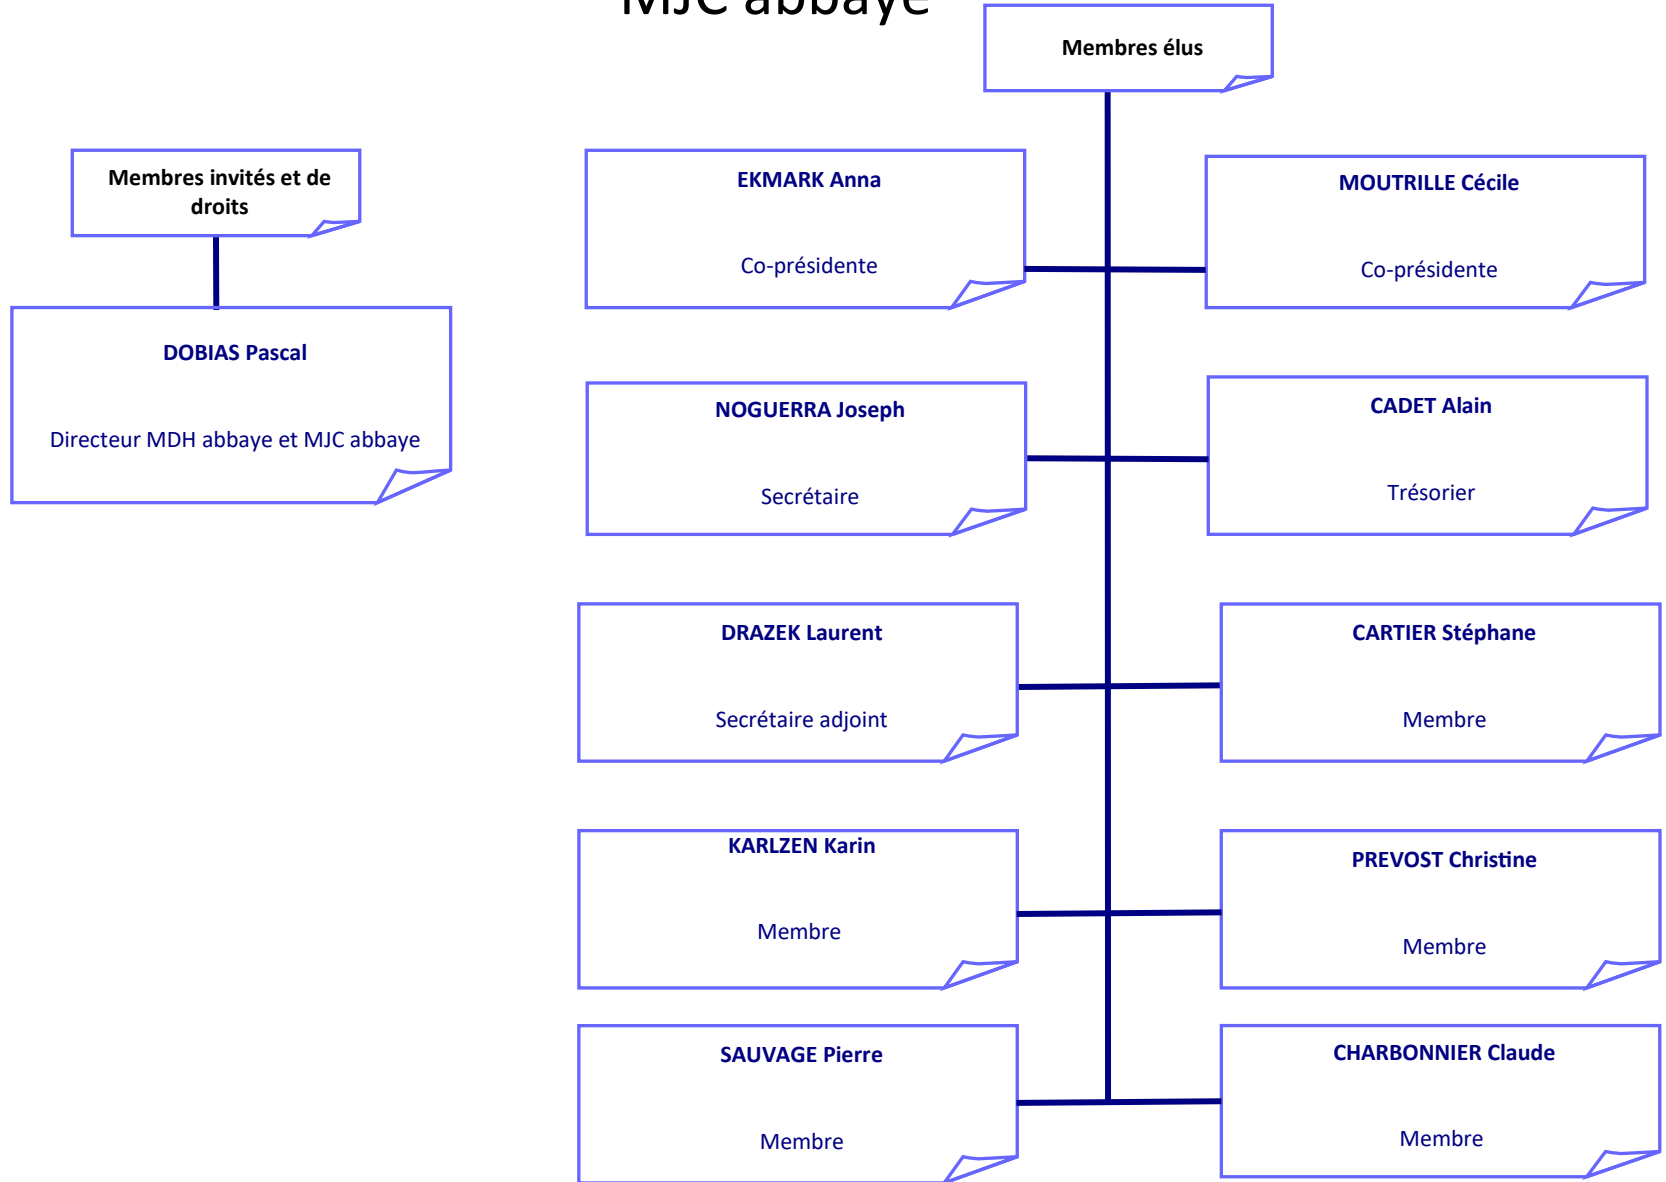 MJC abbaye
Membres élus
Membres invités et de
droits
DOBIAS Pascal
Directeur MDH abbaye et MJC abbaye
EKMARK Anna
Co-présidente
MOUTRILLE Cécile
Co-présidente
NOGUERRA Joseph
Secrétaire
CADET Alain
Trésorier
DRAZEK Laurent
Secrétaire adjoint
CARTIER Stéphane
Membre
KARLZEN Karin
Membre
PREVOST Christine
Membre
SAUVAGE Pierre
Membre
CHARBONNIER Claude
Membre